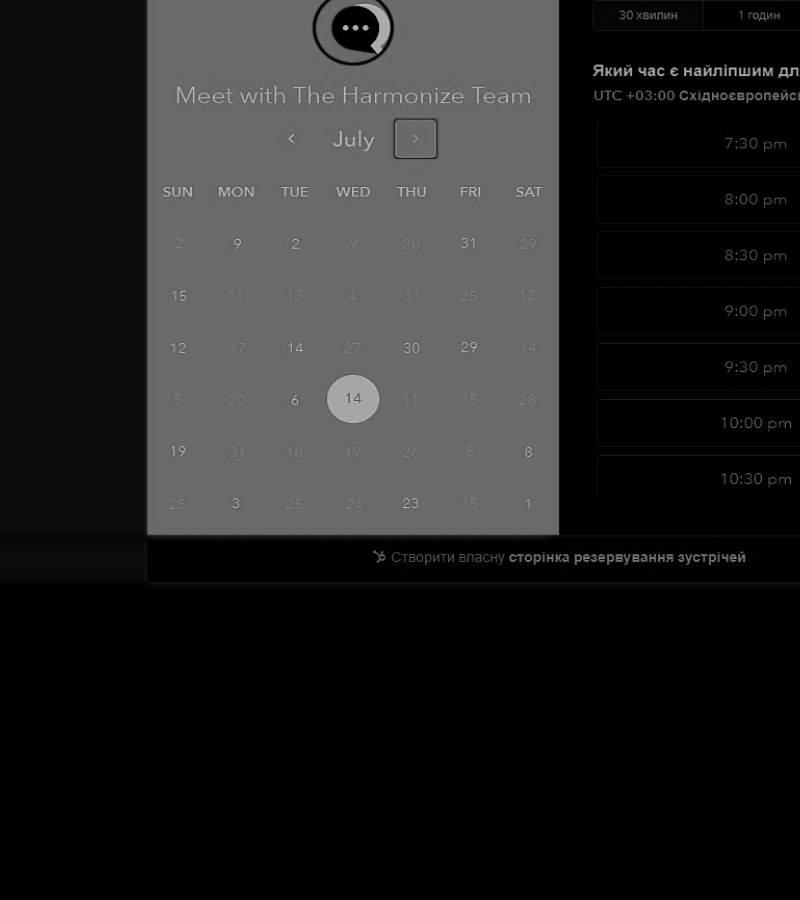 Meet with The Harmonize Team
July
SUN MON TUE WED THU FRI SAT
2 9 2 9 20 31 29
15 11 13 4 31 25 12
12 17 14 27 30 29 14
5 20 6 14 11 15 28
19 31 18 19 26 8 8
25 3 25 24 23 15 1
30 хвилин 1 годин
Який час є найліпшим
UTC +03:00
7:30 pm
8:00 pm
8:30 pm
9:00 pm
9:30 pm
10:00 pm
10:30 pm
Створити власну сторінка резервування зустрічей